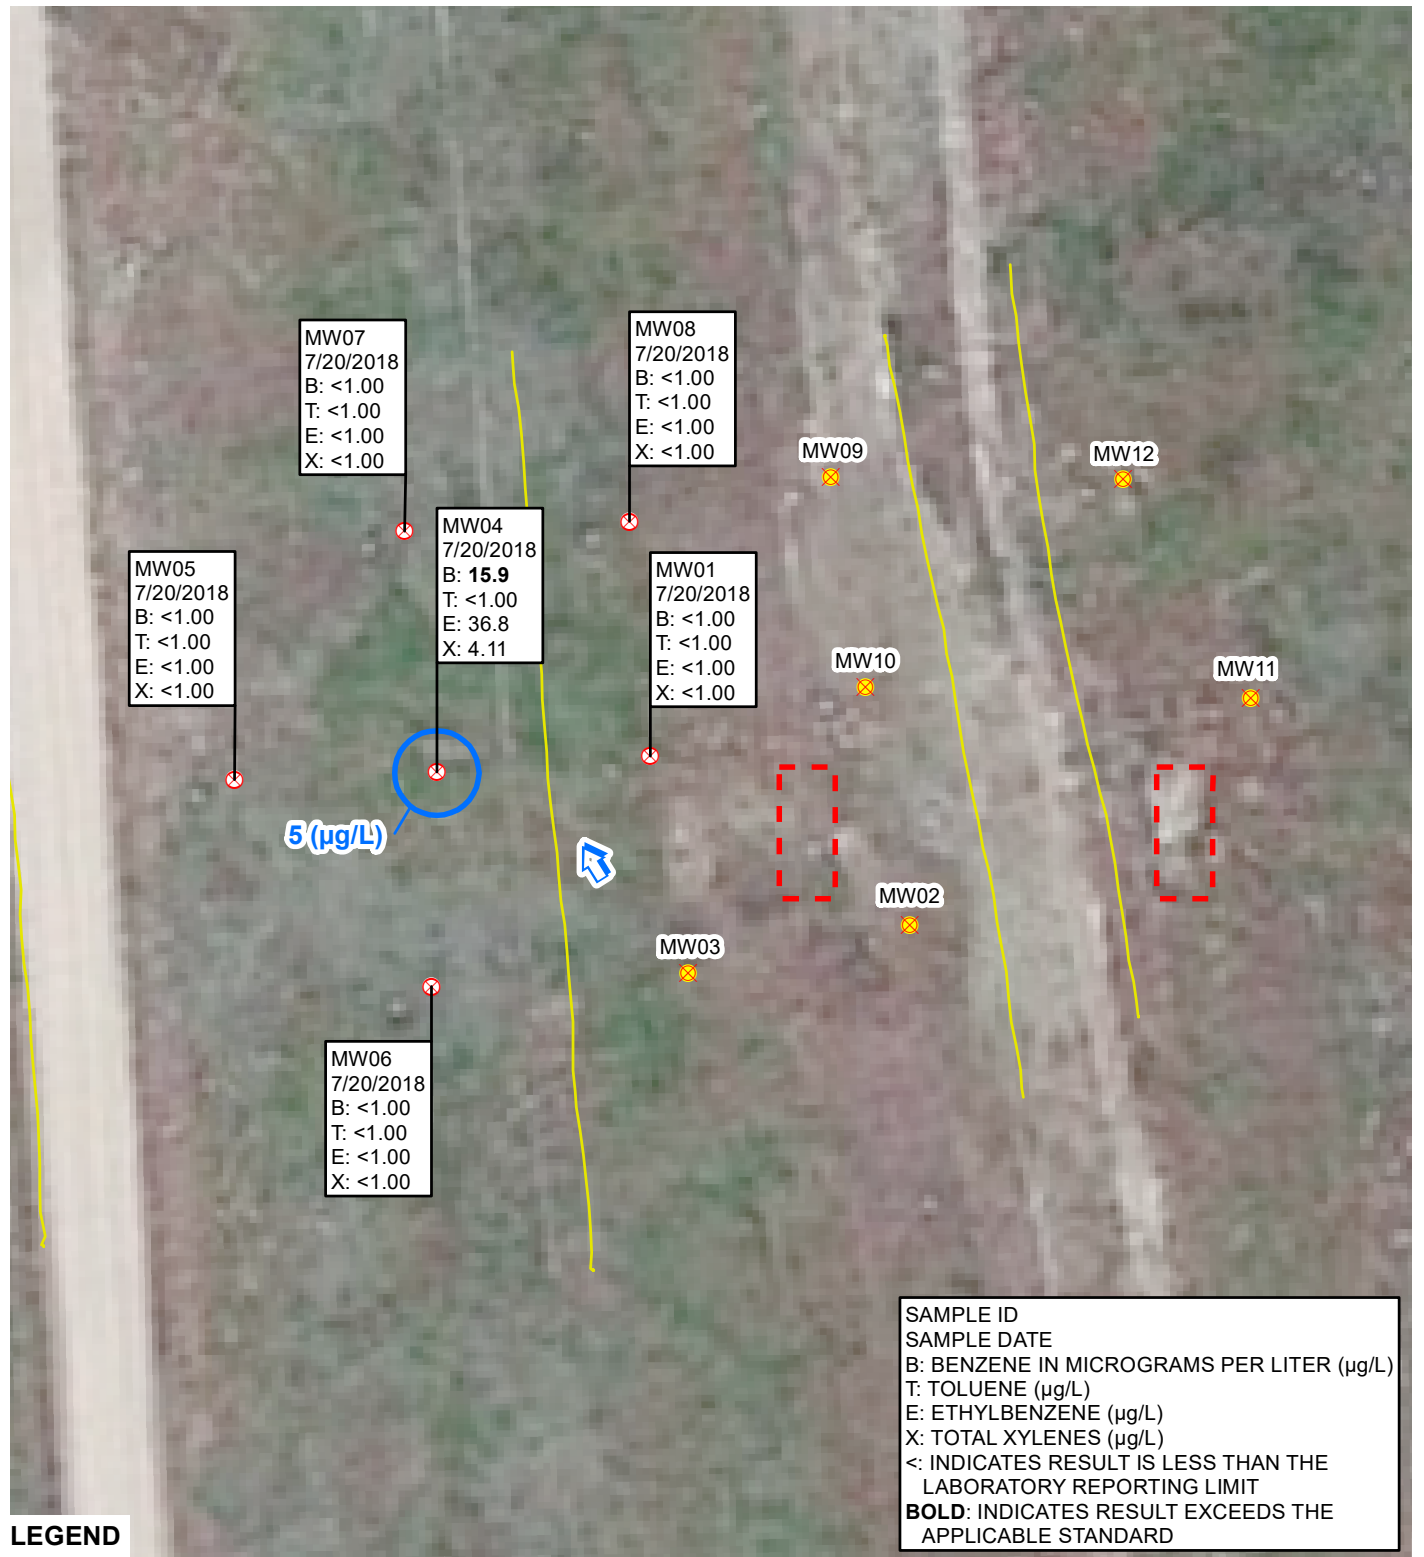 MW07
7/20/2018
B: <1.00
T: <1.00
E: <1.00
X: <1.00
MW08
7/20/2018
B: <1.00
T: <1.00
E: <1.00
X: <1.00
MW09
MW12
MW04
7/20/2018
B: 15.9
T: <1.00
E: 36.8
X: 4.11
MW05
7/20/2018
B: <1.00
T: <1.00
E: <1.00
X: <1.00
MW01
7/20/2018
B: <1.00
T: <1.00
E: <1.00
X: <1.00
MW10
MW11
5 (µg/L)
MW02
MW03
MW06
7/20/2018
B: <1.00
T: <1.00
E: <1.00
X: <1.00
SAMPLE ID
SAMPLE DATE
B: BENZENE IN MICROGRAMS PER LITER (µg/L)
T: TOLUENE (µg/L)
E: ETHYLBENZENE (µg/L)
X: TOTAL XYLENES (µg/L)
<: INDICATES RESULT IS LESS THAN THE
LABORATORY REPORTING LIMIT
BOLD: INDICATES RESULT EXCEEDS THE
APPLICABLE STANDARD
LEGEND